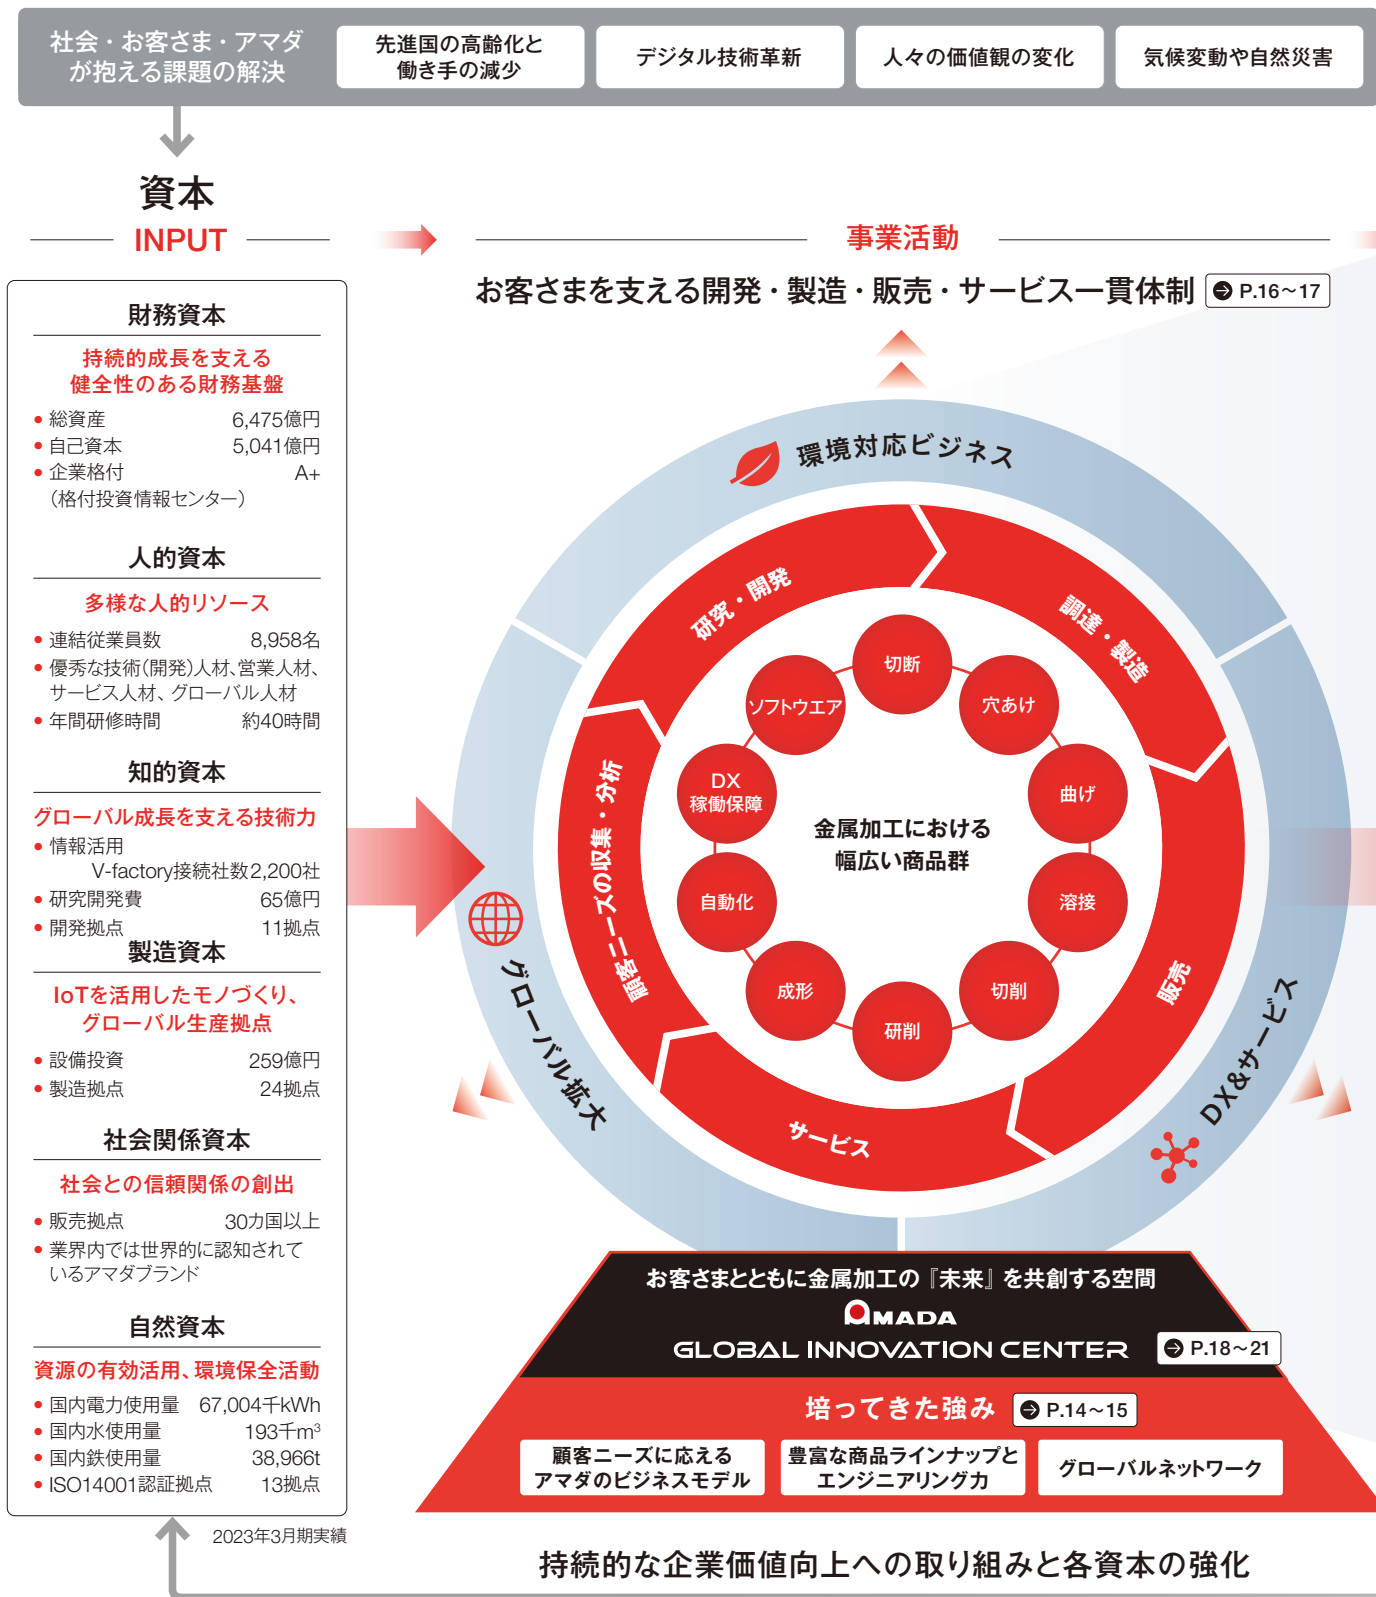 社会・お客さま・アマダ
が抱える課題の解決
先進国の高齢化と
働き手の減少
デジタル技術革新
人々の価値観の変化
気候変動や自然災害
資本
INPUT
財務資本
持続的成長を支える
健全性のある財務基盤
• 総資産 6,475億円
• 自己資本 5,041億円
• 企業格付 A+
（格付投資情報センター）
人的資本
多様な人的リソース
• 連結従業員数 8,958名
• 優秀な技術（開発）人材、営業人材、
サービス人材、グローバル人材
• 年間研修時間 約40時間
知的資本
グローバル成長を支える技術力
• 情報活用
V-factory接続社数2,200社
• 研究開発費 65億円
• 開発拠点 11拠点
製造資本
IoTを活用したモノづくり、
グローバル生産拠点
• 設備投資 259億円
• 製造拠点 24拠点
社会関係資本
社会との信頼関係の創出
• 販売拠点 30カ国以上
• 業界内では世界的に認知されて
いるアマダブランド
自然資本
資源の有効活用、環境保全活動
• 国内電力使用量 67,004千kWh
• 国内水使用量 193千m³
• 国内鉄使用量 38,966t
• ISO14001認証拠点 13拠点
2023年3月期実績
事業活動
お客さまを支える開発・製造・販売・サービス一貫体制 P.16～17
環境対応ビジネス
DX&サービス
グローバル拡大
研究・開発
調達・製造
販売
サービス
顧客ニーズの収集・分析
切断
穴あけ
曲げ
溶接
切削
研削
成形
自動化
DX
稼働保障
ソフトウエア
金属加工における
幅広い商品群
お客さまとともに金属加工の『未来』を共創する空間
AMADA
GLOBAL INNOVATION CENTER P.18～21
培ってきた強み P.14～15
顧客ニーズに応える
アマダのビジネスモデル
豊富な商品ラインナップと
エンジニアリング力
グローバルネットワーク
持続的な企業価値向上への取り組みと各資本の強化